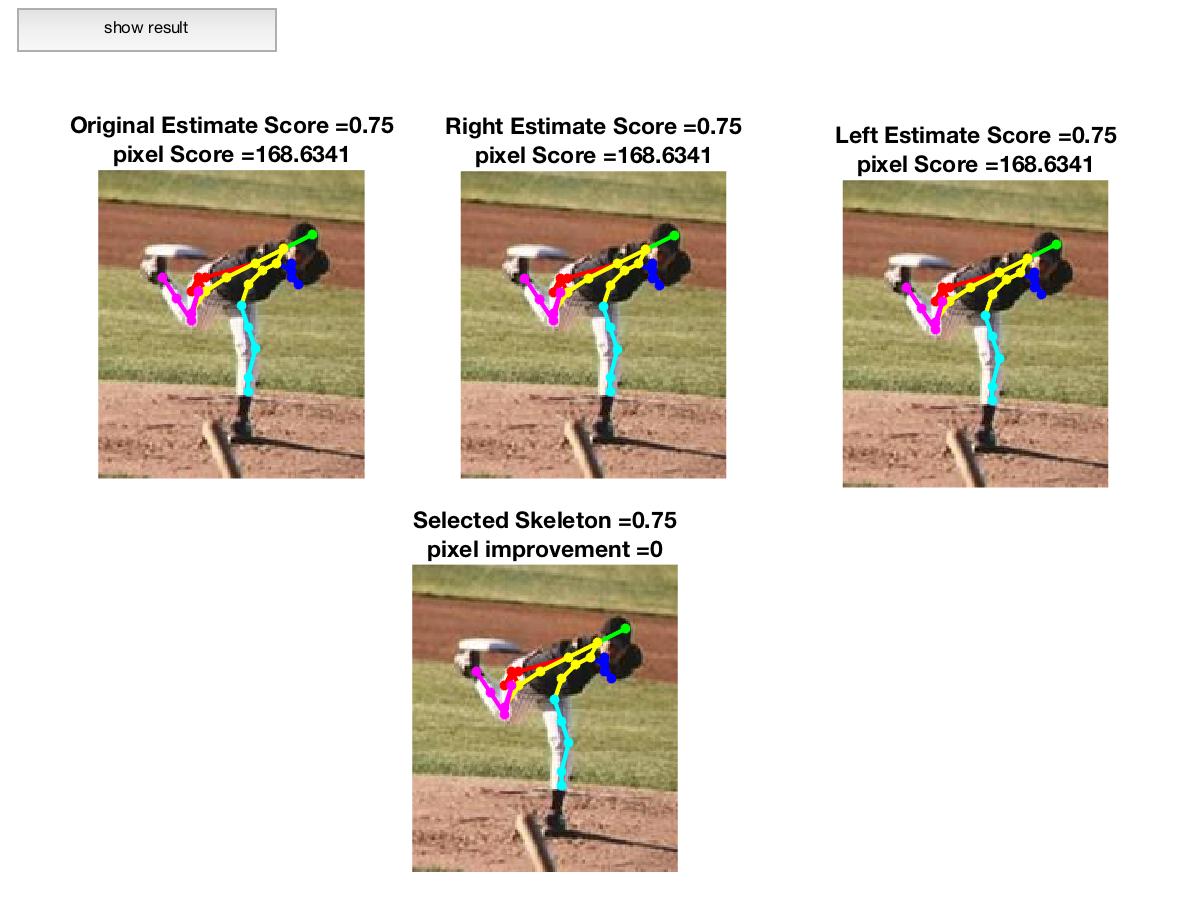 show result
Original Estimate Score =0.75
pixel Score =168.6341
Right Estimate Score =0.75
pixel Score =168.6341
Left Estimate Score =0.75
pixel Score =168.6341
Selected Skeleton =0.75
pixel improvement =0